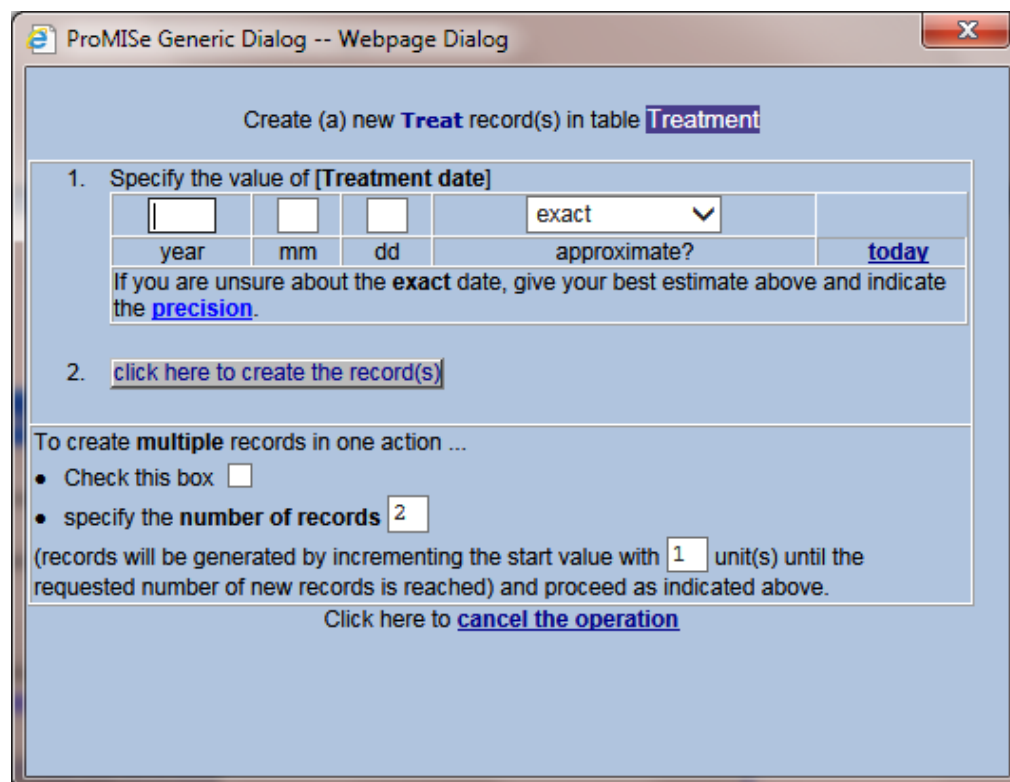 ProMISe Generic Dialog -- Webpage Dialog
Create (a) new Treat record(s) in table Treatment
1. Specify the value of [Treatment date]
exact
year mm dd approximate? today
If you are unsure about the exact date, give your best estimate above and indicate
the precision.
2. click here to create the record(s)
To create multiple records in one action ...
• Check this box
• specify the number of records 2
(records will be generated by incrementing the start value with 1 unit(s) until the
requested number of new records is reached) and proceed as indicated above.
Click here to cancel the operation